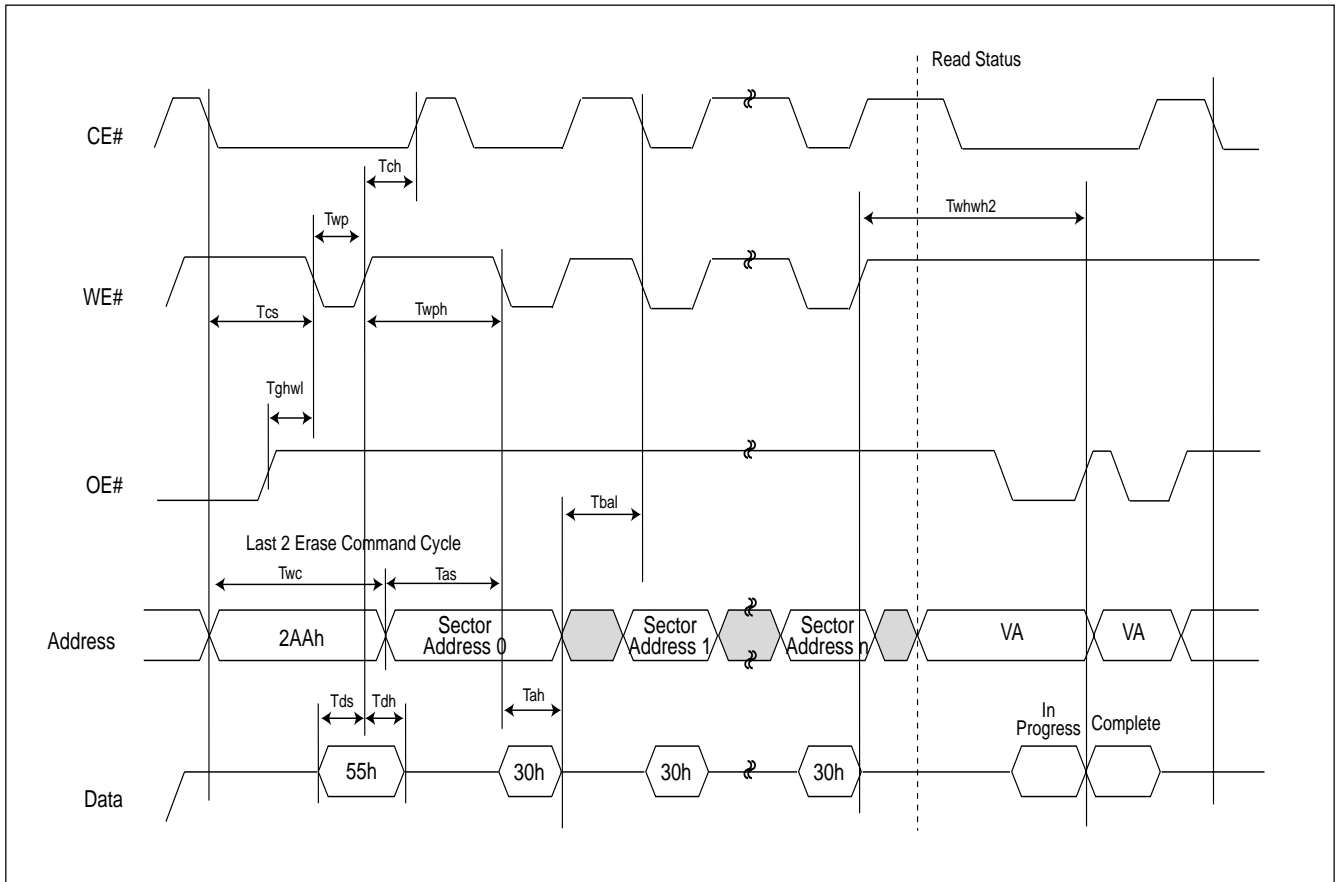 Read Status
CE#
Tch
Twhwh2
Twp
WE#
Tcs
Twph
Tghwl
OE#
Tbal
Last 2 Erase Command Cycle
Twc
Tas
Address
2AAh
Sector
Address 0
Sector
Address 1
Sector
Address n
VA
VA
Tds
Tdh
Tah
In
Progress
Complete
Data
55h
30h
30h
30h